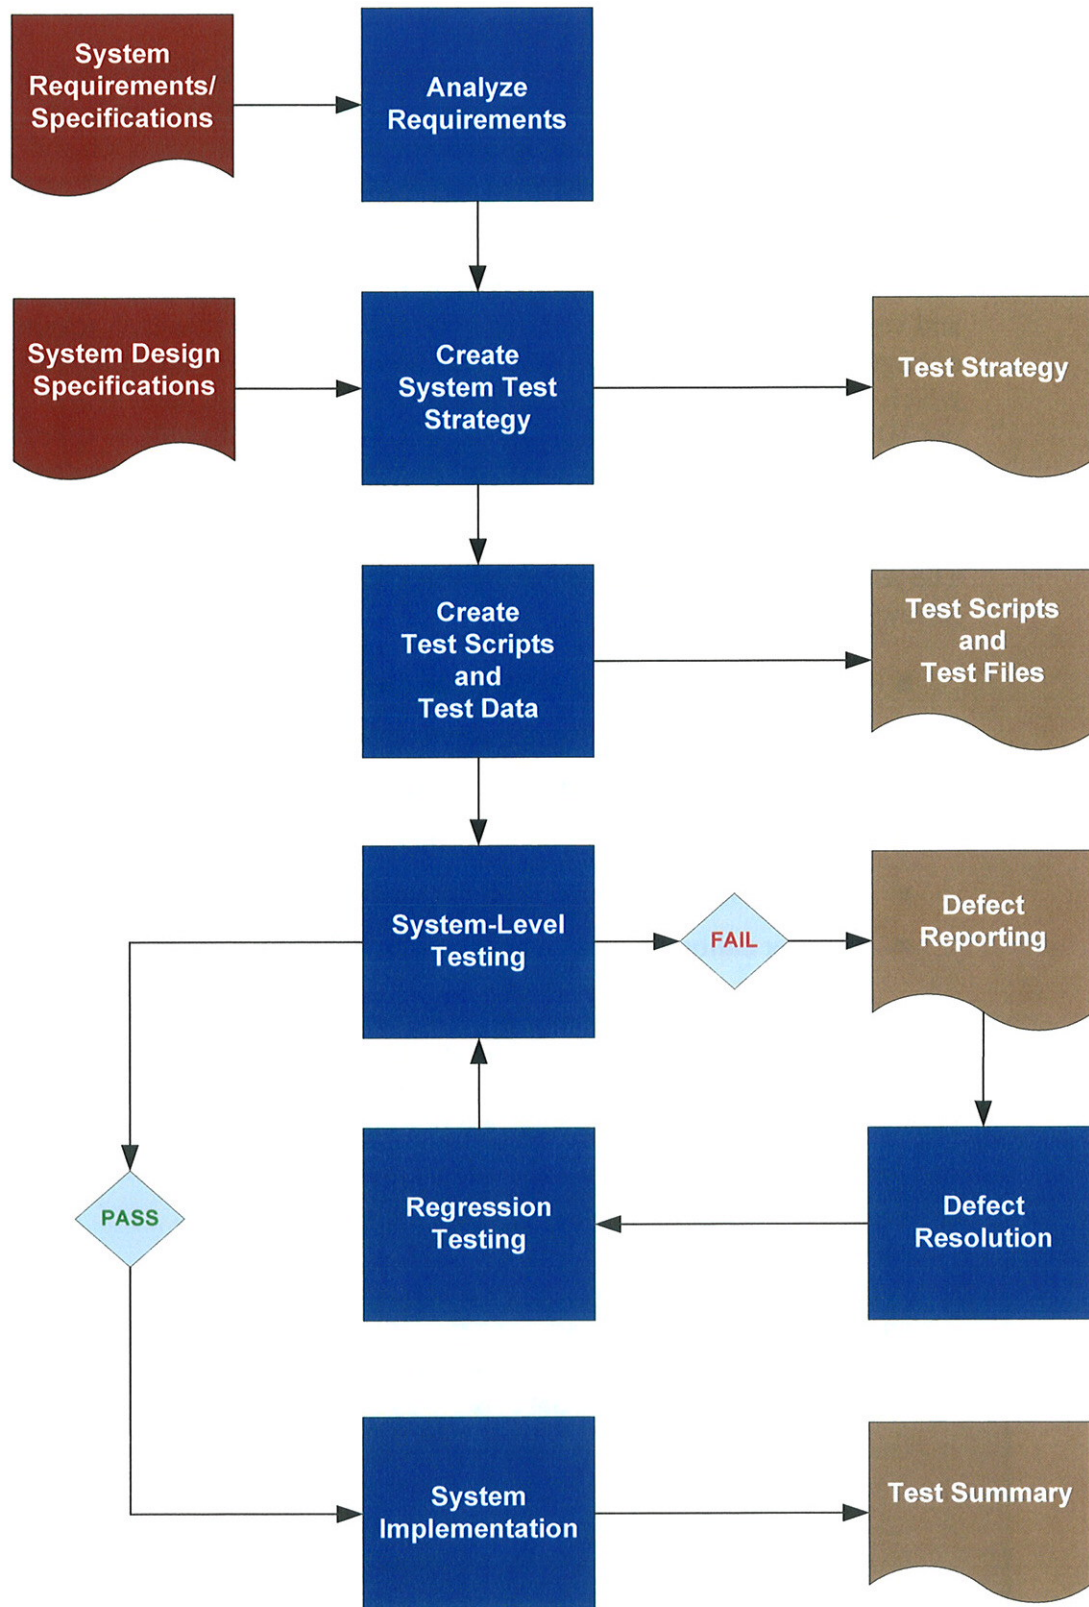 System
Requirements/
Specifications
Analyze
Requirements
System Design
Specifications
Create
System Test
Strategy
Test Strategy
Create
Test Scripts
and
Test Data
Test Scripts
and
Test Files
System-Level
Testing
FAIL
Defect
Reporting
PASS
Regression
Testing
Defect
Resolution
System
Implementation
Test Summary